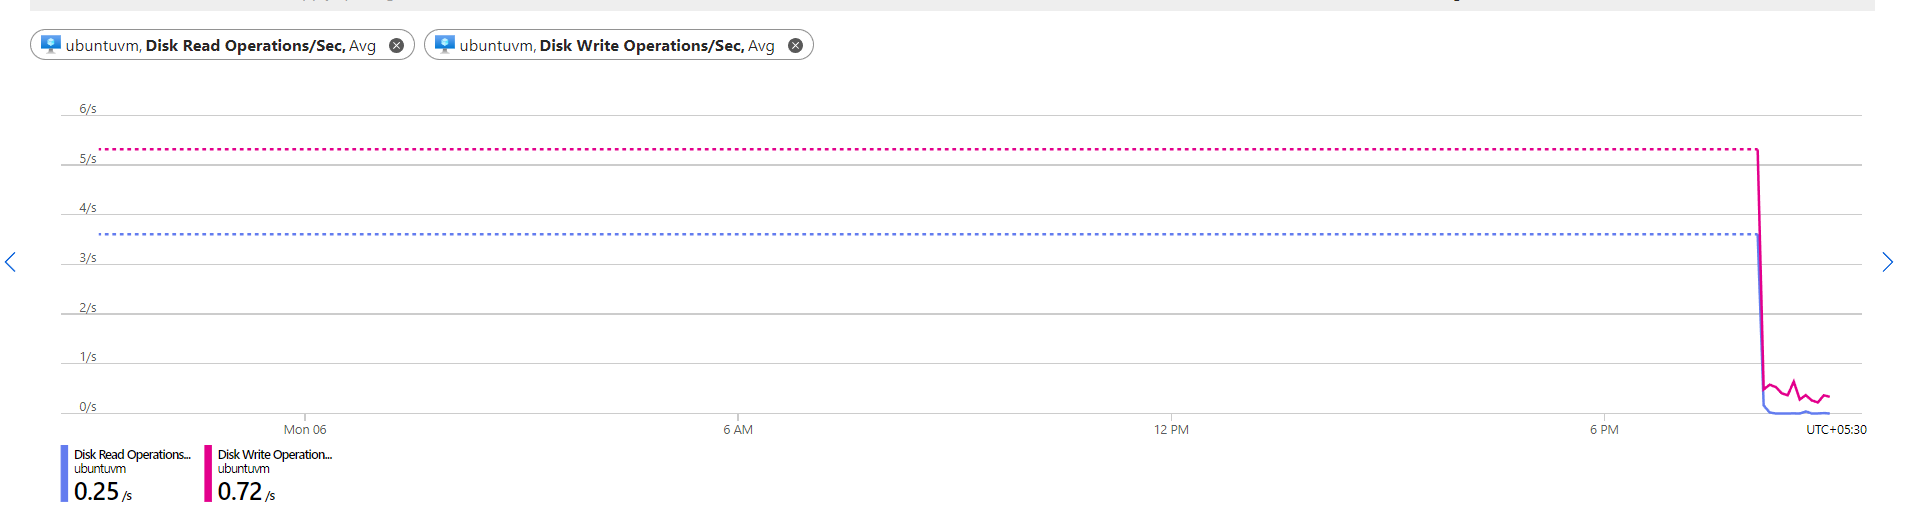 ubuntuvm, Disk Read Operations/Sec, Avg
ubuntuvm, Disk Write Operations/Sec, Avg
6/s
5/s
4/s
3/s
2/s
1/s
0/s
Mon 06
6 AM
12 PM
6 PM
UTC+05:30
Disk Read Operations...
ubuntuvm
0.25 /s
Disk Write Operation...
ubuntuvm
0.72 /s